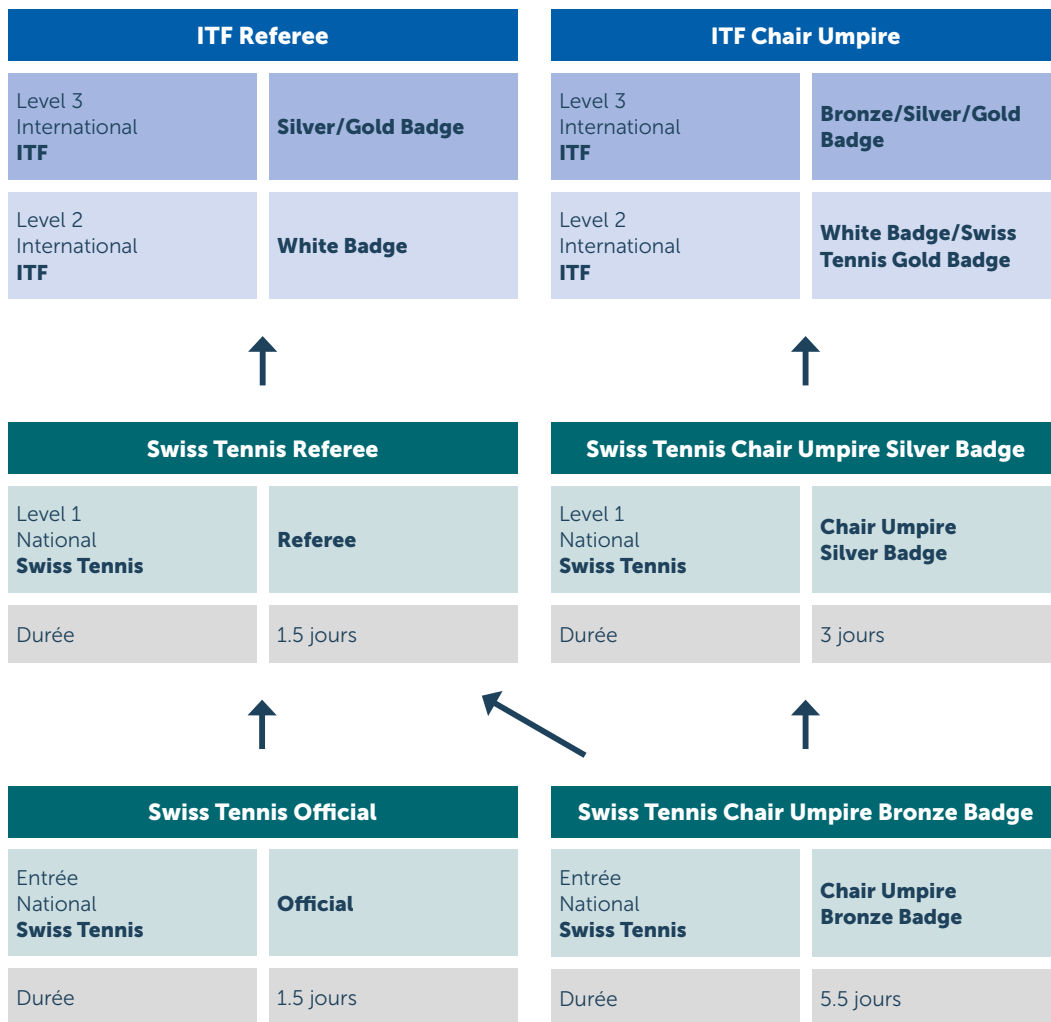 ITF Referee
Level 3
International
ITF
Silver/Gold Badge
Level 2
International
ITF
White Badge
ITF Chair Umpire
Level 3
International
ITF
Bronze/Silver/Gold
Badge
Level 2
International
ITF
White Badge/Swiss
Tennis Gold Badge
Swiss Tennis Referee
Level 1
National
Swiss Tennis
Referee
Durée
1.5 jours
Swiss Tennis Chair Umpire Silver Badge
Level 1
National
Swiss Tennis
Chair Umpire
Silver Badge
Durée
3 jours
Swiss Tennis Official
Entrée
National
Swiss Tennis
Official
Durée
1.5 jours
Swiss Tennis Chair Umpire Bronze Badge
Entrée
National
Swiss Tennis
Chair Umpire
Bronze Badge
Durée
5.5 jours